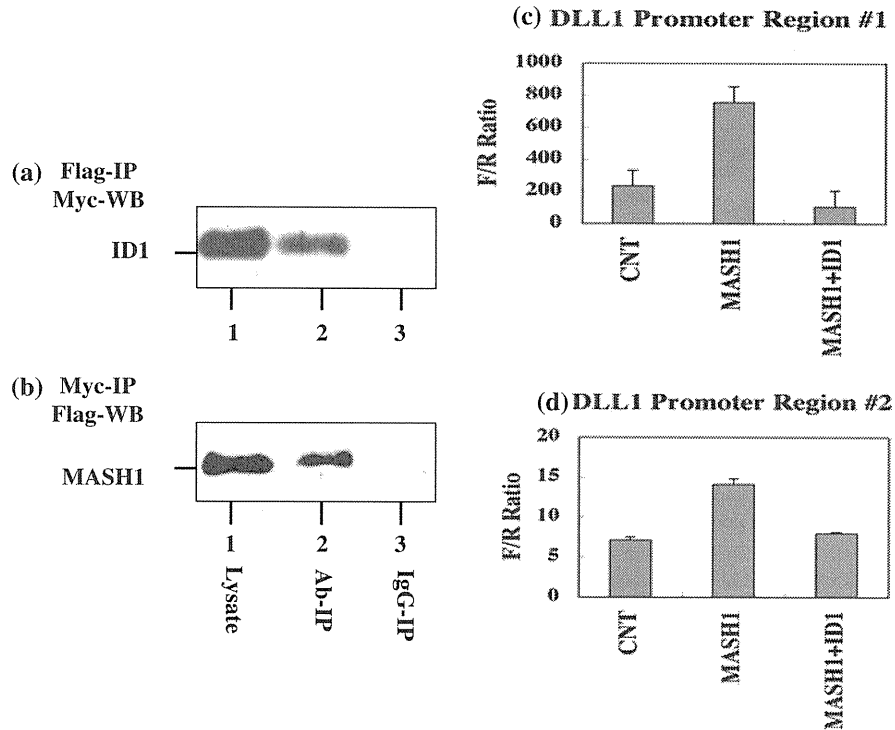 (a) Flag-IP
Myc-WB
ID1
1 2 3
(b) Myc-IP
Flag-WB
MASH1
1 2 3
Lysate
Ab-IP
IgG-IP
(c) DLL1 Promoter Region #1
F/R Ratio
1000
800
600
400
200
0
CNT
MASH1
MASH1+ID1
(d) DLL1 Promoter Region #2
F/R Ratio
20
15
10
5
0
CNT
MASH1
MASH1+ID1